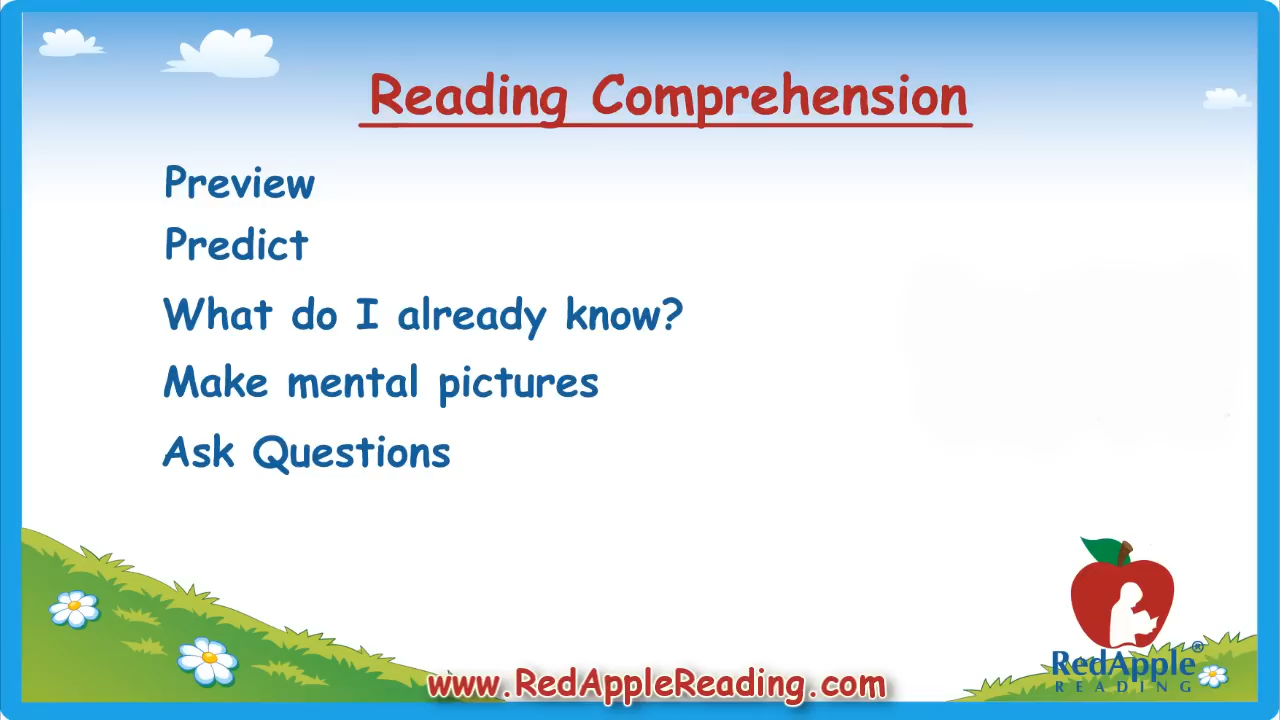 Reading Comprehension
Preview
Predict
What do I already know?
Make mental pictures
Ask Questions
RedApple®
READING
www.RedAppleReading.com